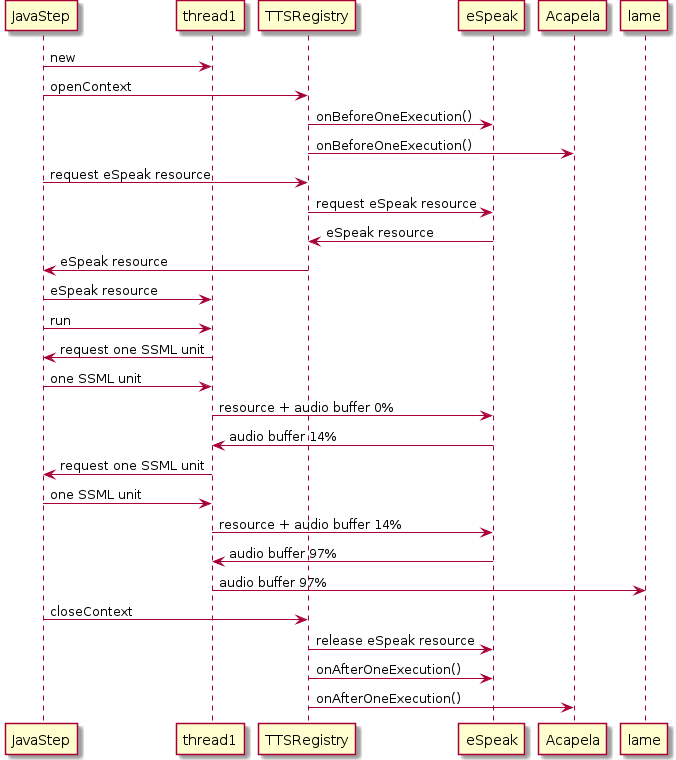 JavaStep thread1 TTSRegistry eSpeak Acapela lame
new
openContext
onBeforeOneExecution()
onBeforeOneExecution()
request eSpeak resource
request eSpeak resource
eSpeak resource
eSpeak resource
eSpeak resource
run
request one SSML unit
one SSML unit
resource + audio buffer 0%
audio buffer 14%
request one SSML unit
one SSML unit
resource + audio buffer 14%
audio buffer 97%
audio buffer 97%
closeContext
release eSpeak resource
onAfterOneExecution()
onAfterOneExecution()
JavaStep thread1 TTSRegistry eSpeak Acapela lame